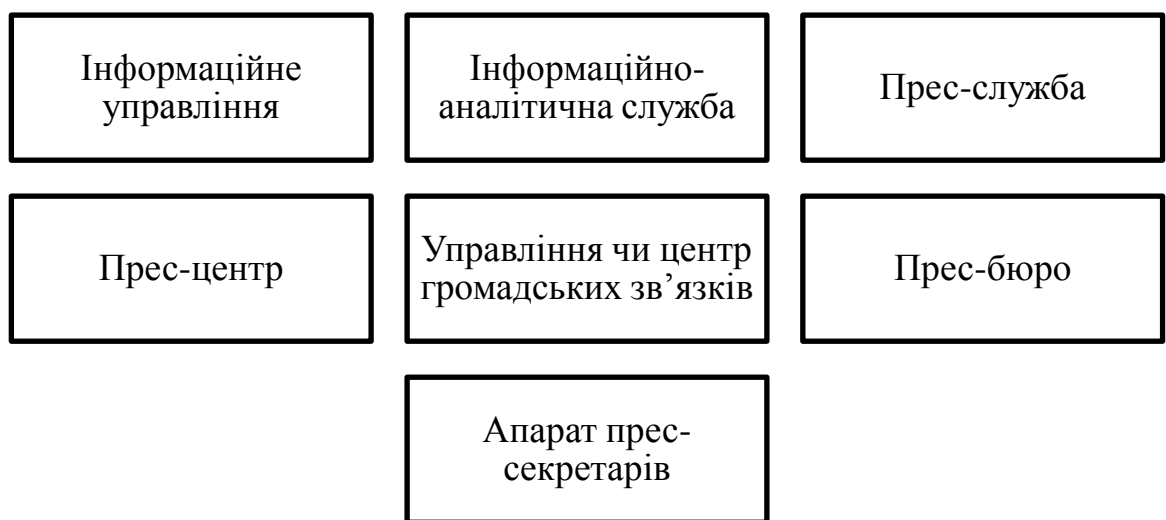 Інформаційне
управління
Інформаційно-
аналітична служба
Прес-служба
Прес-центр
Управління чи центр
громадських зв’язків
Прес-бюро
Апарат прес-
секретарів